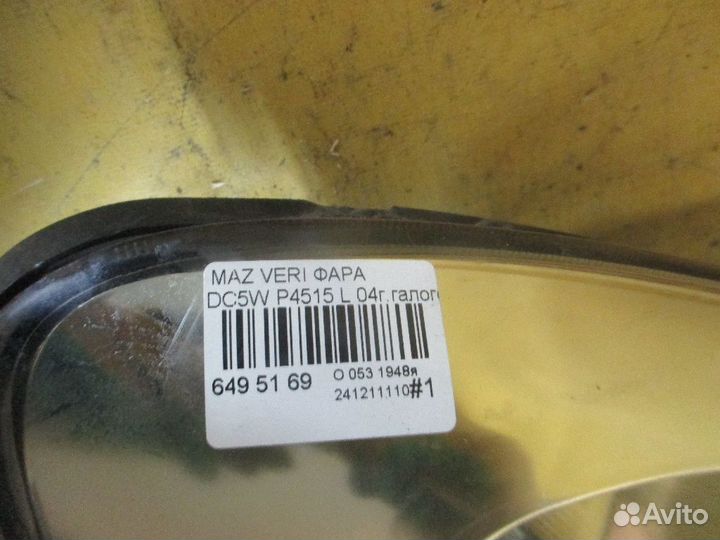 MAZ VERI ФАРА
DC5W P4515 L 04г.галог
649 51 69
О 053 1948я
241211110#1
Avito